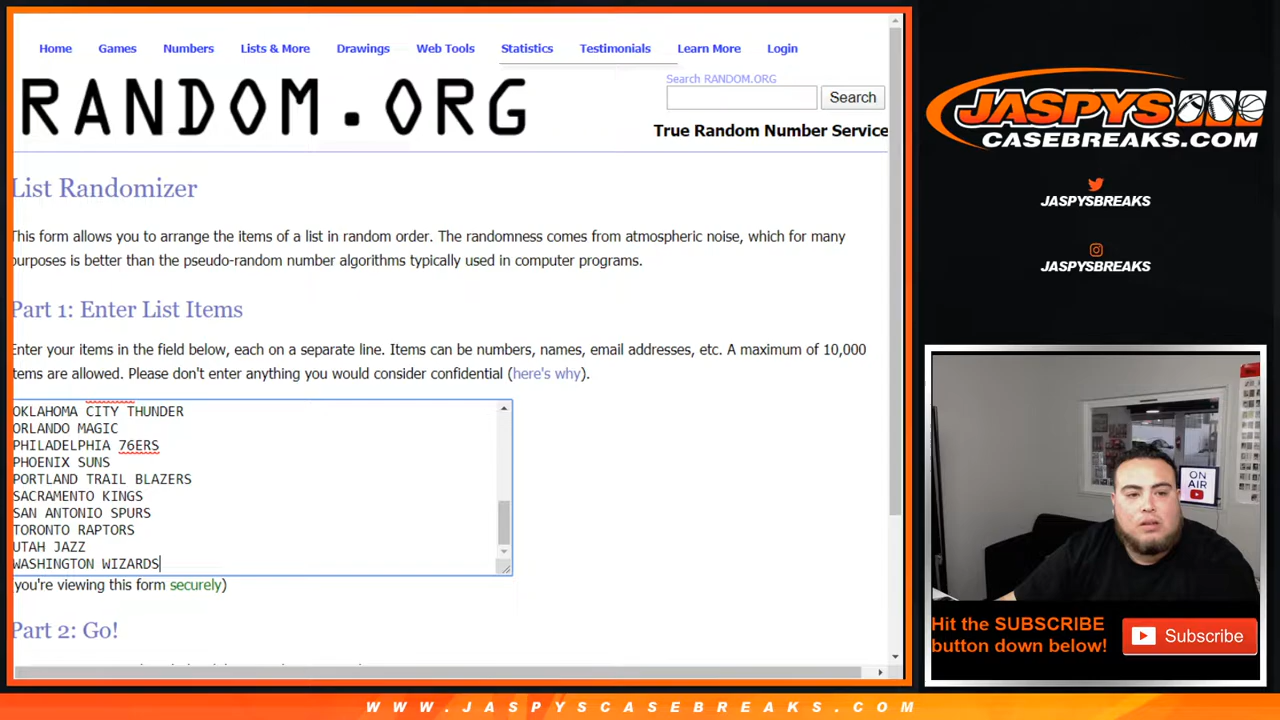 Home Games Numbers Lists & More Drawings Web Tools Statistics Testimonials Learn More Login
RANDOM.ORG
Search RANDOM.ORG
Search
True Random Number Service
List Randomizer
This form allows you to arrange the items of a list in random order. The randomness comes from atmospheric noise, which for many
purposes is better than the pseudo-random number algorithms typically used in computer programs.
Part 1: Enter List Items
Enter your items in the field below, each on a separate line. Items can be numbers, names, email addresses, etc. A maximum of 10,000
items are allowed. Please don't enter anything you would consider confidential (here's why).
OKLAHOMA CITY THUNDER
ORLANDO MAGIC
PHILADELPHIA 76ERS
PHOENIX SUNS
PORTLAND TRAIL BLAZERS
SACRAMENTO KINGS
SAN ANTONIO SPURS
TORONTO RAPTORS
UTAH JAZZ
WASHINGTON WIZARDS
(you're viewing this form securely)
Part 2: Go!
JASPYS
CASEBREAKS.COM
JASPYSBREAKS
JASPYSBREAKS
ON
AIR
Hit the SUBSCRIBE
button down below!
Subscribe
WWW.JASPYSCASEBREAKS.COM